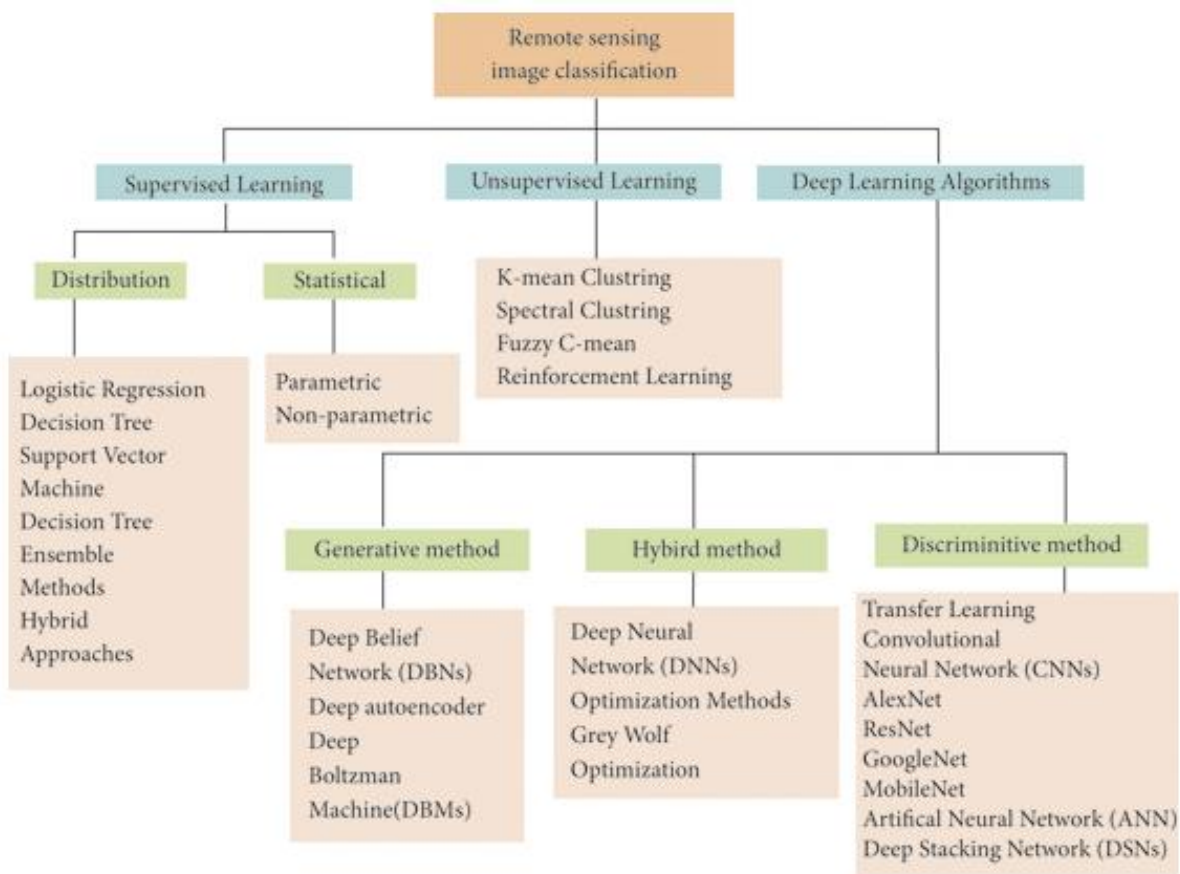 Remote sensing
image classification
Supervised Learning
Unsupervised Learning
Deep Learning Algorithms
Distribution
Statistical
Logistic Regression
Decision Tree
Support Vector
Machine
Decision Tree
Ensemble
Methods
Hybrid
Approaches
Parametric
Non-parametric
K-mean Clustring
Spectral Clustring
Fuzzy C-mean
Reinforcement Learning
Generative method
Hybird method
Discriminitive method
Deep Belief
Network (DBNs)
Deep autoencoder
Deep
Boltzman
Machine(DBMs)
Deep Neural
Network (DNNs)
Optimization Methods
Grey Wolf
Optimization
Transfer Learning
Convolutional
Neural Network (CNNs)
AlexNet
ResNet
GoogleNet
MobileNet
Artifical Neural Network (ANN)
Deep Stacking Network (DSNs)